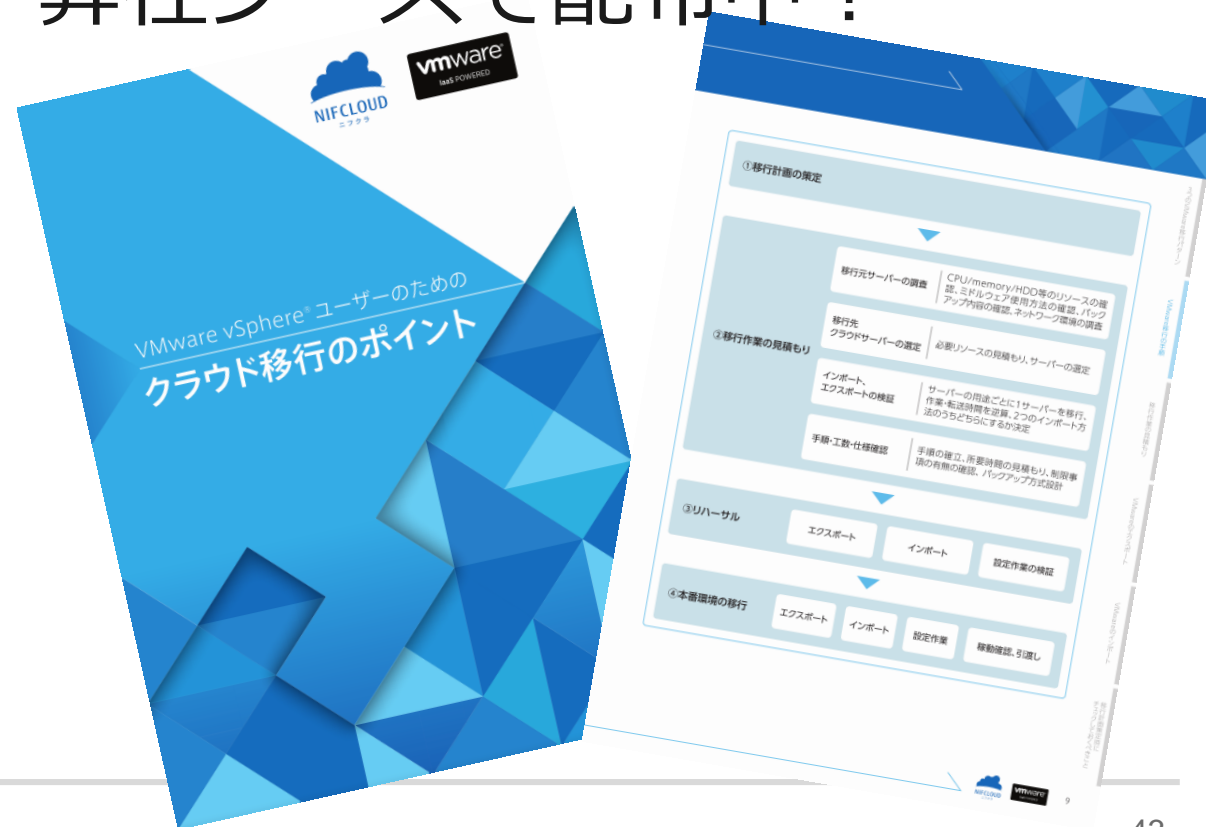 弊社ブースで配布中！
NIFCLOUD
ニフクラ
vmware
IaaS POWERED
VMware vSphere® ユーザーのための
クラウド移行のポイント
①移行計画の策定
②移行作業の見積もり
移行元サーバーの調査
CPU/memory/HDD等のリソースの確
認、ミドルウェア使用方法の確認、バック
アップ内容の確認、ネットワーク環境の調査
移行先
クラウドサーバーの選定
必要リソースの見積もり、サーバーの選定
インポート、
エクスポートの検証
サーバーの用途ごとに1サーバーを移行、
作業・転送時間を逆算、2つのインポート方
法のうちどちらにするか決定
手順・工数・仕様確認
手順の確立、所要時間の見積もり、制限事
項の有無の確認、バックアップ方式設計
③リハーサル
エクスポート
インポート
設定作業の検証
④本番環境の移行
エクスポート
インポート
設定作業
稼動確認、引渡し
NIFCLOUD
vmware
9